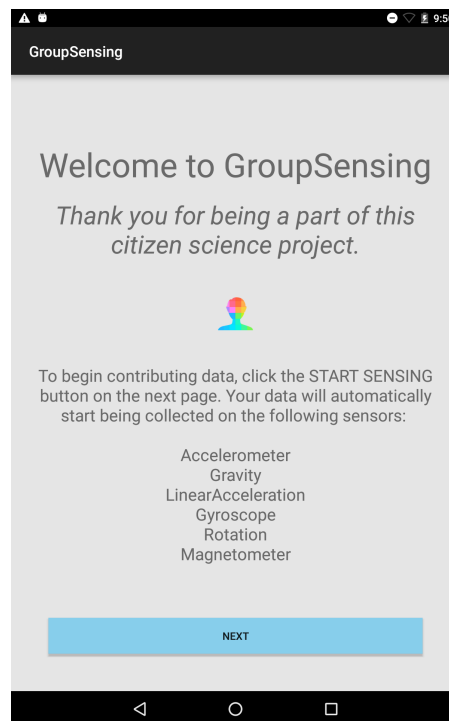 9:50
GroupSensing
Welcome to GroupSensing
Thank you for being a part of this
citizen science project.
To begin contributing data, click the START SENSING
button on the next page. Your data will automatically
start being collected on the following sensors:
Accelerometer
Gravity
LinearAcceleration
Gyroscope
Rotation
Magnetometer
NEXT